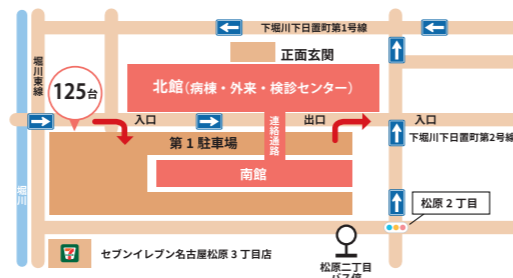 下堀川下日置町第1号線
堀川東線
正面玄関
125台
北館(病棟・外来・検診センター)
入口
連絡通路
出口
入口
第1駐車場
下堀川下日置町第2号線
南館
堀川
松原2丁目
7
セブンイレブン名古屋松原3丁目店
松原二丁目
バス停